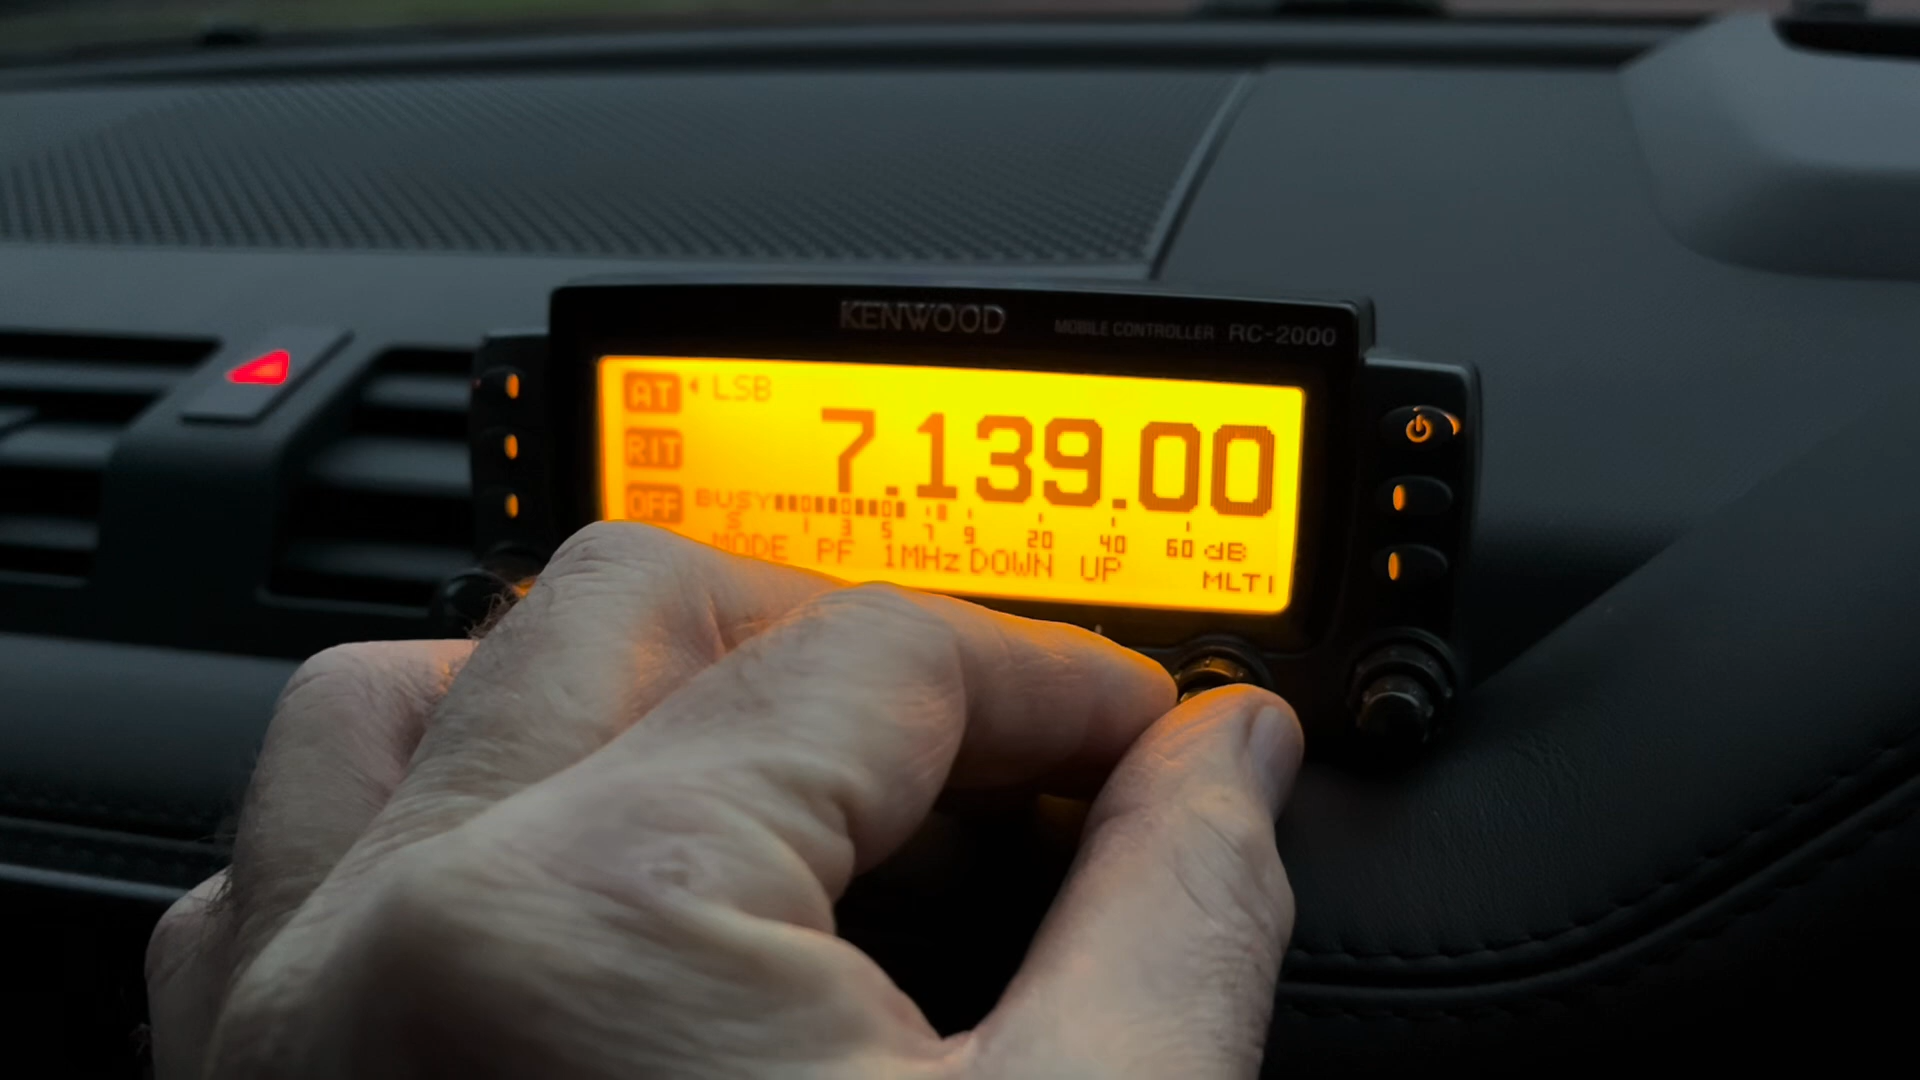 KENWOOD MOBILE CONTROLLER RC-2000
AT LSB
7.139.00
RIT
OFF BUSY
S 1 3 5 7 9 20 40 60 dB
MODE PF 1MHz DOWN UP MLTI